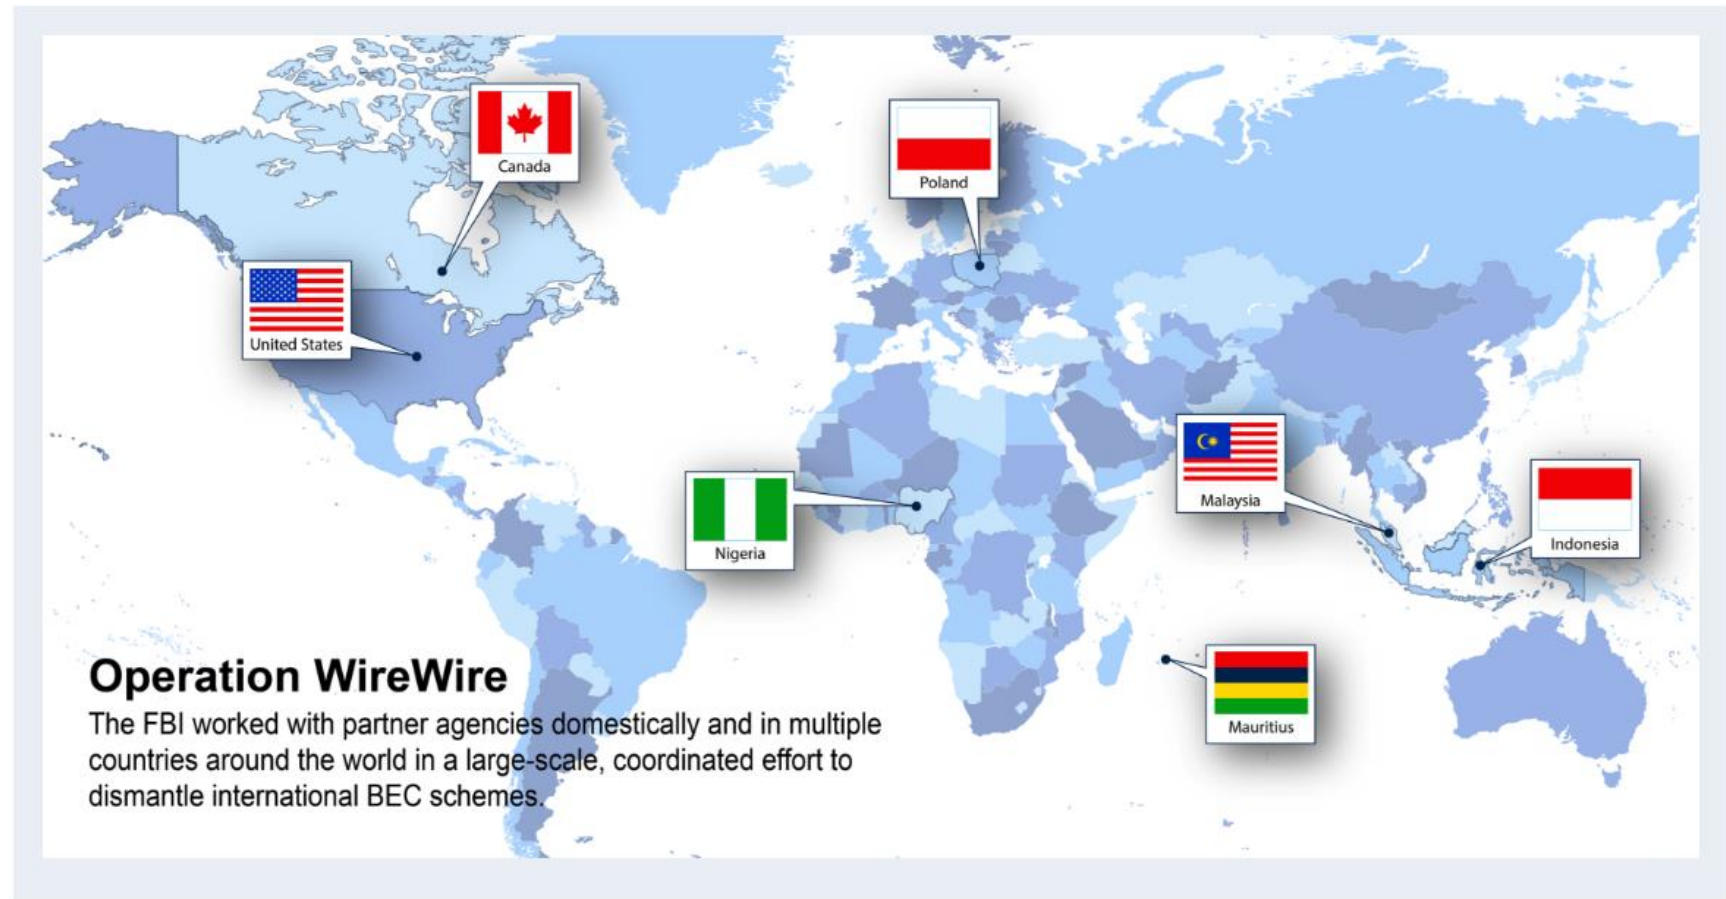 Canada
Poland
United States
Malaysia
Indonesia
Nigeria
Mauritius
Operation WireWire
The FBI worked with partner agencies domestically and in multiple
countries around the world in a large-scale, coordinated effort to
dismantle international BEC schemes.